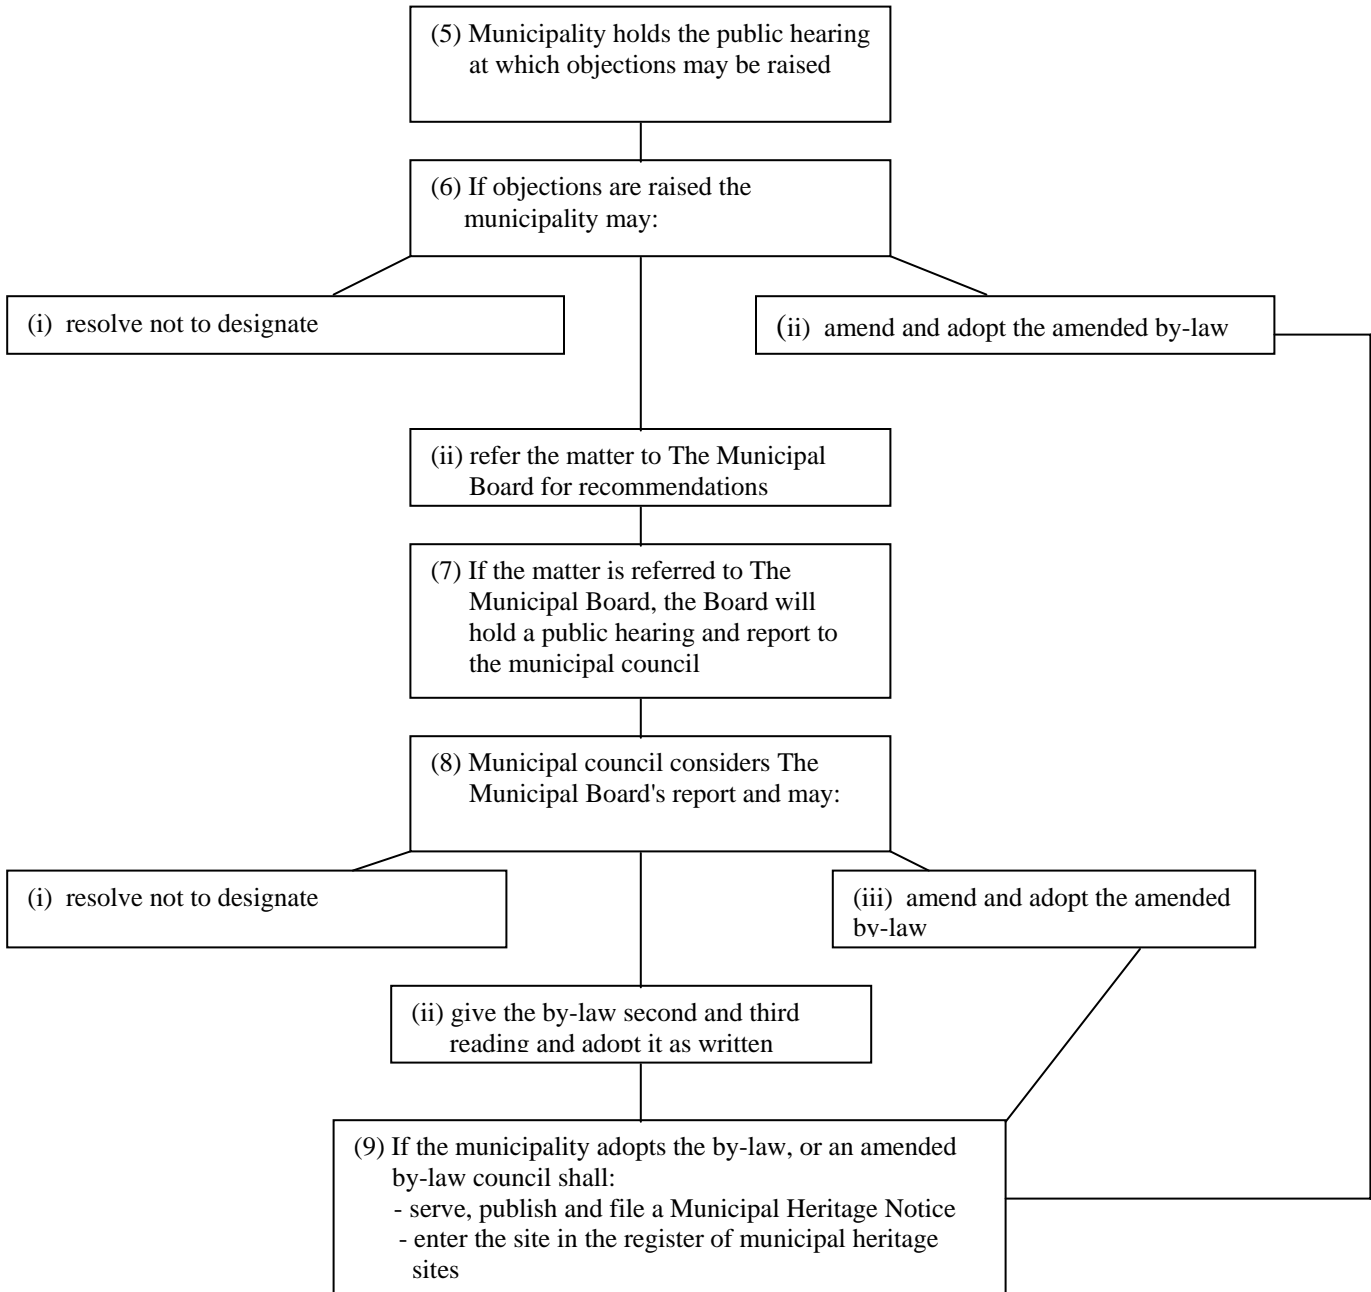 (5) Municipality holds the public hearing
at which objections may be raised
(6) If objections are raised the
municipality may:
(i) resolve not to designate
(ii) amend and adopt the amended by-law
(ii) refer the matter to The Municipal
Board for recommendations
(7) If the matter is referred to The
Municipal Board, the Board will
hold a public hearing and report to
the municipal council
(8) Municipal council considers The
Municipal Board's report and may:
(i) resolve not to designate
(iii) amend and adopt the amended
by-law
(ii) give the by-law second and third
reading and adopt it as written
(9) If the municipality adopts the by-law, or an amended
by-law council shall:
- serve, publish and file a Municipal Heritage Notice
- enter the site in the register of municipal heritage
sites